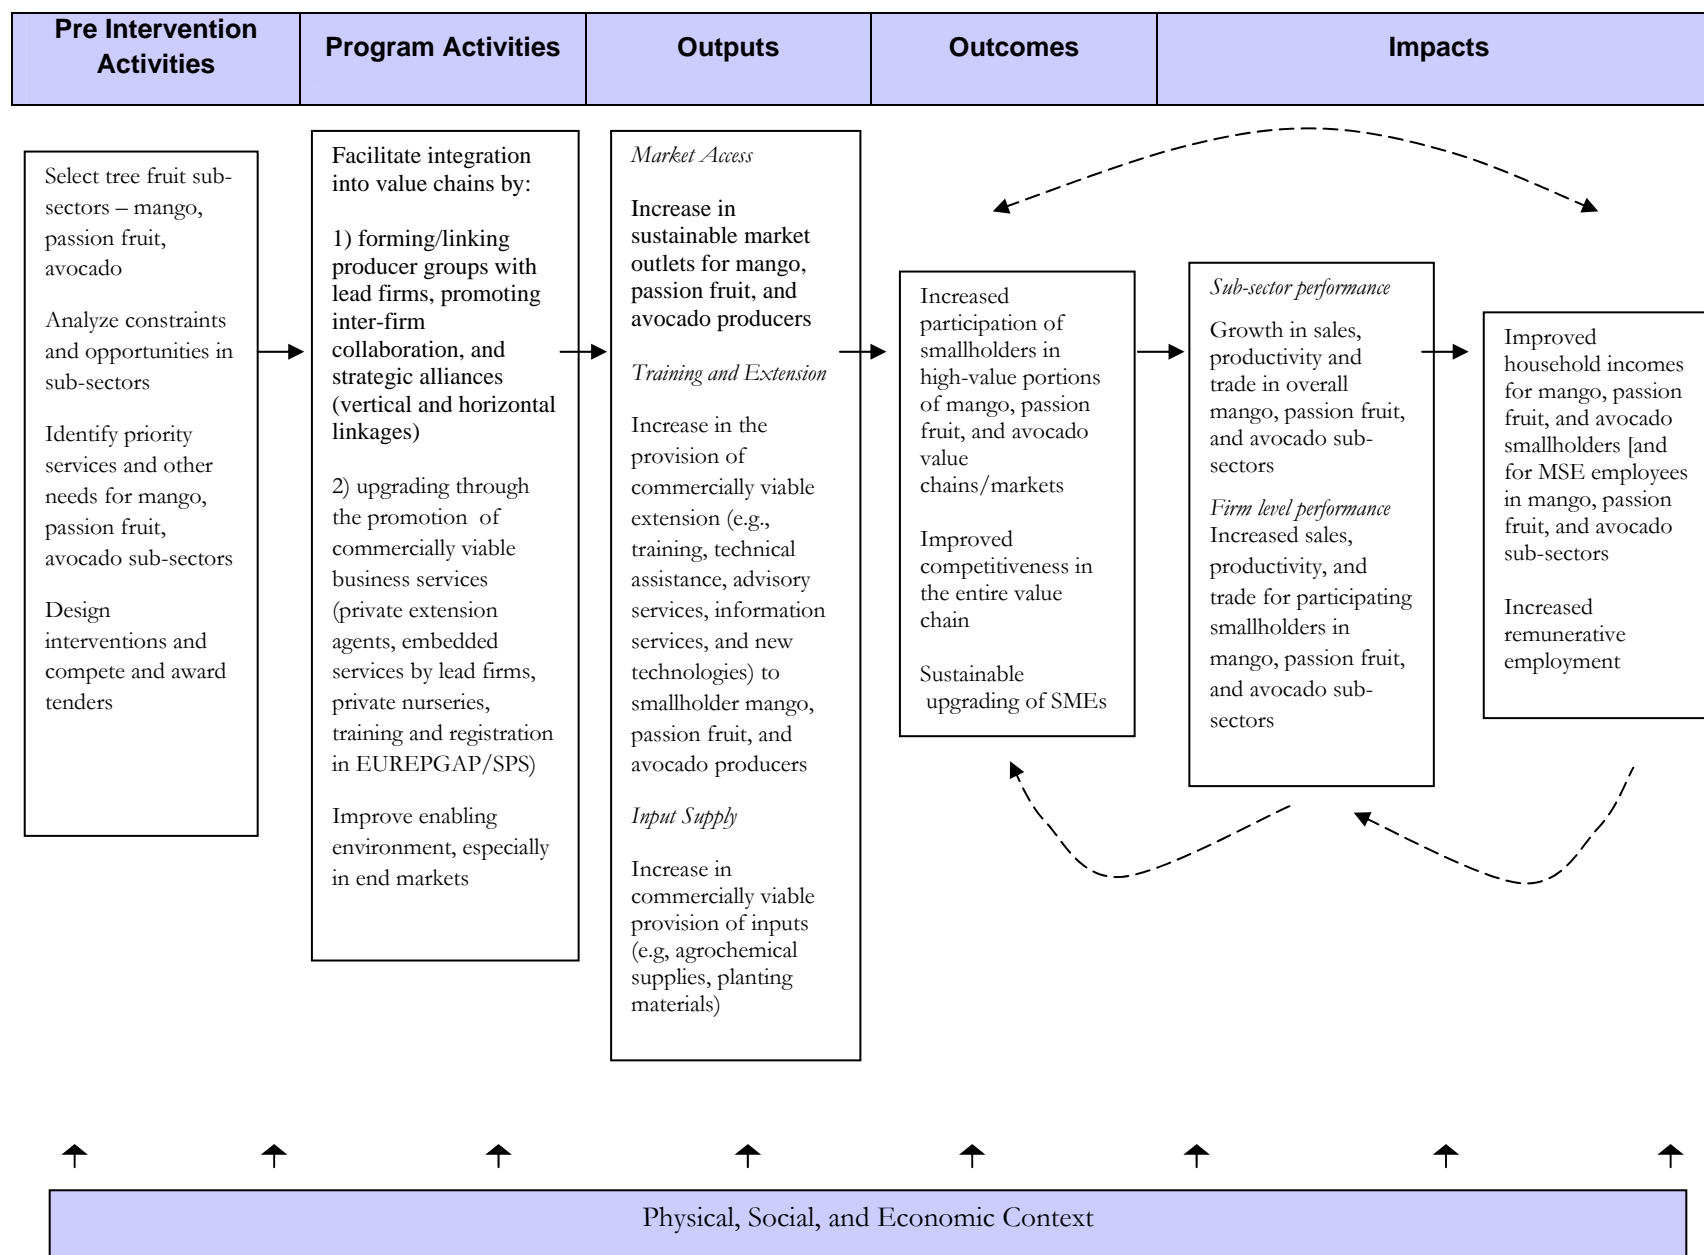 Pre Intervention
Activities
Program Activities
Outputs
Outcomes
Impacts
Select tree fruit sub-
sectors – mango,
passion fruit,
avocado
Analyze constraints
and opportunities in
sub-sectors
Identify priority
services and other
needs for mango,
passion fruit,
avocado sub-sectors
Design
interventions and
compete and award
tenders
Facilitate integration
into value chains by:
1) forming/linking
producer groups with
lead firms, promoting
inter-firm
collaboration, and
strategic alliances
(vertical and horizontal
linkages)
2) upgrading through
the promotion of
commercially viable
business services
(private extension
agents, embedded
services by lead firms,
private nurseries,
training and registration
in EUREPGAP/SPS)
Improve enabling
environment, especially
in end markets
Market Access
Increase in
sustainable market
outlets for mango,
passion fruit, and
avocado producers
Training and Extension
Increase in the
provision of
commercially viable
extension (e.g.,
training, technical
assistance, advisory
services, information
services, and new
technologies) to
smallholder mango,
passion fruit, and
avocado producers
Input Supply
Increase in
commercially viable
provision of inputs
(e.g, agrochemical
supplies, planting
materials)
Increased
participation of
smallholders in
high-value portions
of mango, passion
fruit, and avocado
value
chains/markets
Improved
competitiveness in
the entire value
chain
Sustainable
upgrading of SMEs
Sub-sector performance
Growth in sales,
productivity and
trade in overall
mango, passion fruit,
and avocado sub-
sectors
Firm level performance
Increased sales,
productivity, and
trade for participating
smallholders in
mango, passion fruit,
and avocado sub-
sectors
Improved
household incomes
for mango, passion
fruit, and avocado
smallholders [and
for MSE employees
in mango, passion
fruit, and avocado
sub-sectors
Increased
remunerative
employment
Physical, Social, and Economic Context